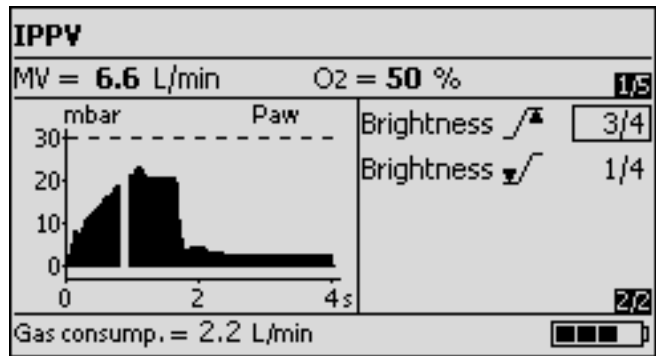 IPPV
MV = 6.6 L/min O2 = 50 % 1/5
mbar Paw
30
20
10
0
0 2 4 s
Brightness 3/4
Brightness 1/4
2/2
Gas consump. = 2.2 L/min